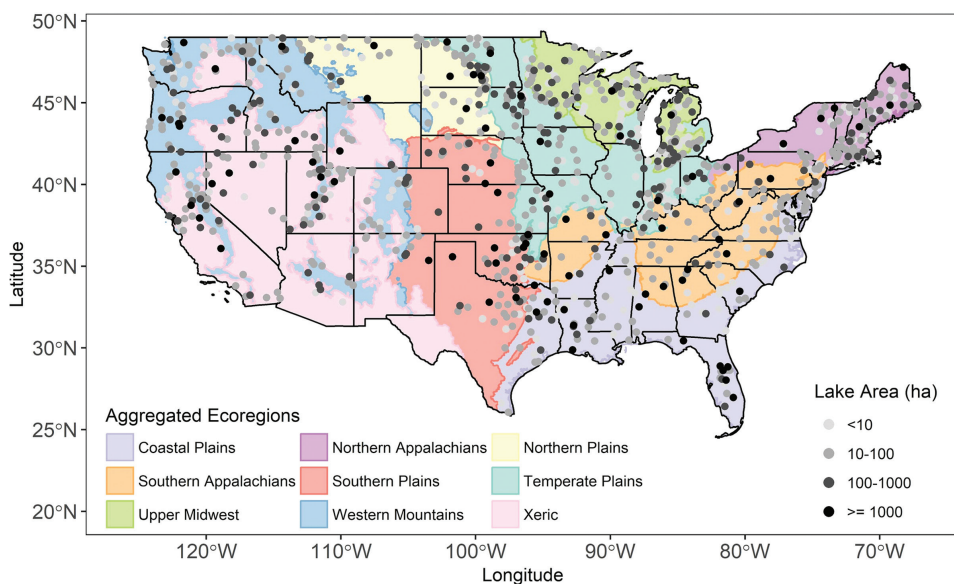 50°N
45°N
40°N
35°N
30°N
25°N
20°N
Latitude
Aggregated Ecoregions
Coastal Plains
Northern Appalachians
Northern Plains
Southern Appalachians
Southern Plains
Temperate Plains
Upper Midwest
Western Mountains
Xeric
Lake Area (ha)
<10
10-100
100-1000
>= 1000
120°W 110°W 100°W 90°W 80°W 70°W
Longitude